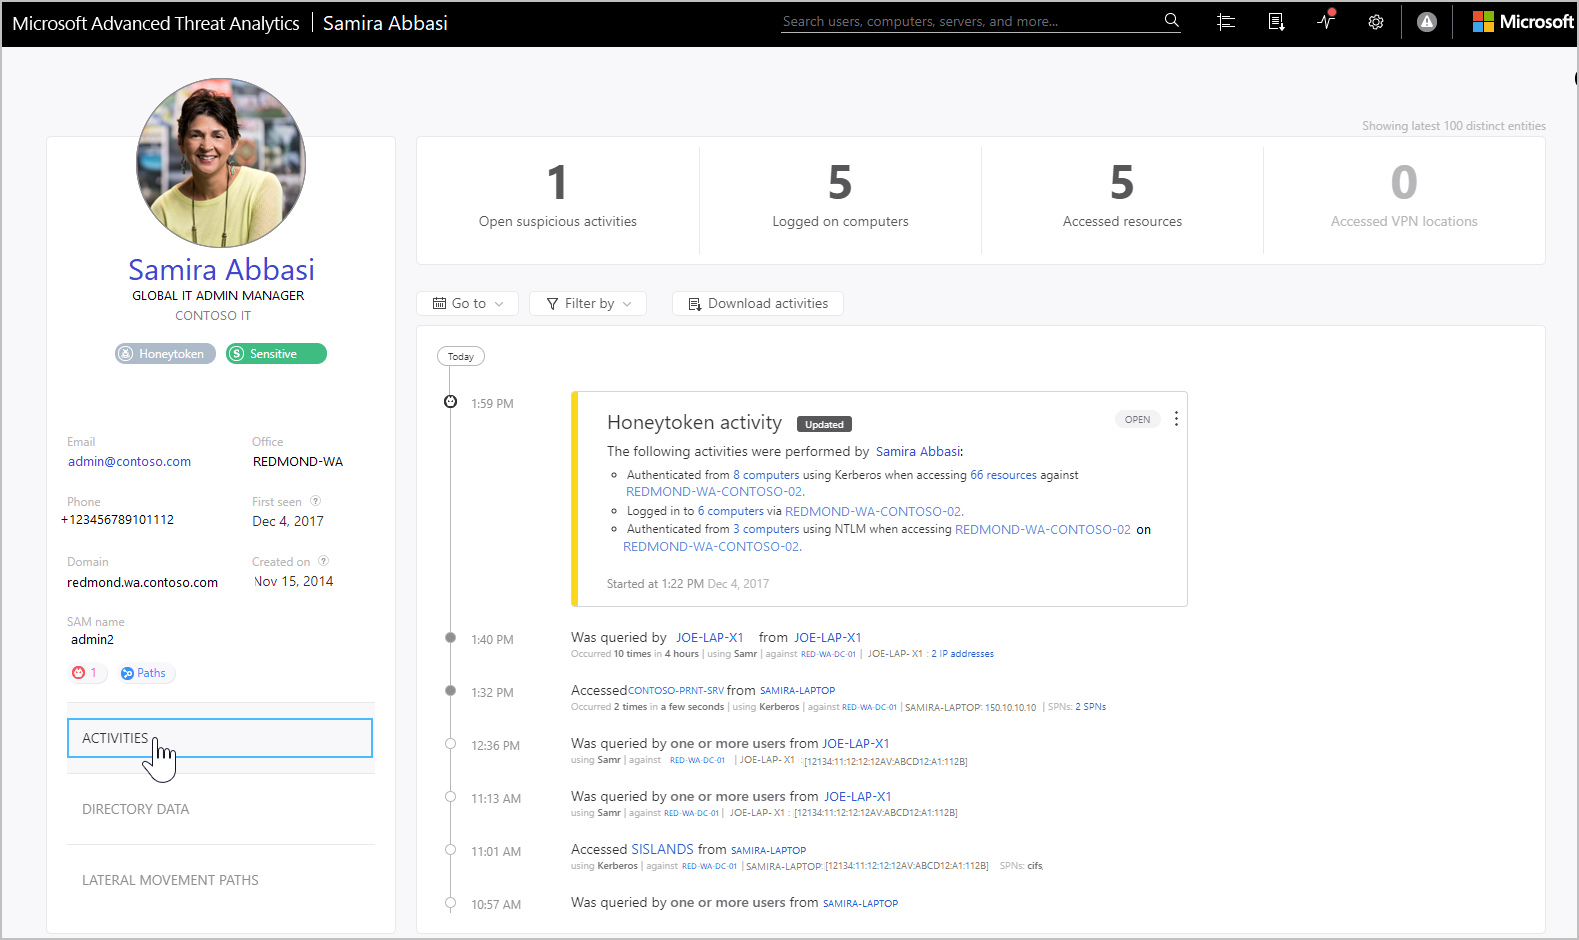 Microsoft Advanced Threat Analytics | Samira Abbasi
Search users, computers, servers, and more...
Microsoft
Showing latest 100 distinct entities
Samira Abbasi
GLOBAL IT ADMIN MANAGER
CONTOSO IT
Honeytoken
S Sensitive
Email
admin@contoso.com
Office
REDMOND-WA
Phone
+123456789101112
First seen ?
Dec 4, 2017
Domain
redmond.wa.contoso.com
Created on ?
Nov 15, 2014
SAM name
admin2
1
Paths
ACTIVITIES
DIRECTORY DATA
LATERAL MOVEMENT PATHS
1
Open suspicious activities
5
Logged on computers
5
Accessed resources
0
Accessed VPN locations
Go to
Filter by
Download activities
Today
1:59 PM
Honeytoken activity Updated
OPEN
The following activities were performed by Samira Abbasi:
Authenticated from 8 computers using Kerberos when accessing 66 resources against
REDMOND-WA-CONTOSO-02.
Logged in to 6 computers via REDMOND-WA-CONTOSO-02.
Authenticated from 3 computers using NTLM when accessing REDMOND-WA-CONTOSO-02 on
REDMOND-WA-CONTOSO-02.
Started at 1:22 PM Dec 4, 2017
1:40 PM
Was queried by JOE-LAP-X1 from JOE-LAP-X1
Occurred 10 times in 4 hours | using Samr | against RED-WA-DC-01 | JOE-LAP- X1 : 2 IP addresses
1:32 PM
Accessed CONTOSO-PRNT-SRV from SAMIRA-LAPTOP
Occurred 2 times in a few seconds | using Kerberos | against RED-WA-DC-01 | SAMIRA-LAPTOP: 150.10.10.10 | SPNs: 2 SPNs
12:36 PM
Was queried by one or more users from JOE-LAP-X1
using Samr | against RED-WA-DC-01 | JOE-LAP- X1 : [12134:11:12:12:12AV:ABCD12:A1:112B]
11:13 AM
Was queried by one or more users from JOE-LAP-X1
using Samr | against RED-WA-DC-01 | JOE-LAP- X1 : [12134:11:12:12:12AV:ABCD12:A1:112B]
11:01 AM
Accessed SISLANDS from SAMIRA-LAPTOP
using Kerberos | against RED-WA-DC-01 | SAMIRA-LAPTOP: [12134:11:12:12:12AV:ABCD12:A1:112B] SPNs: cifs,
10:57 AM
Was queried by one or more users from SAMIRA-LAPTOP